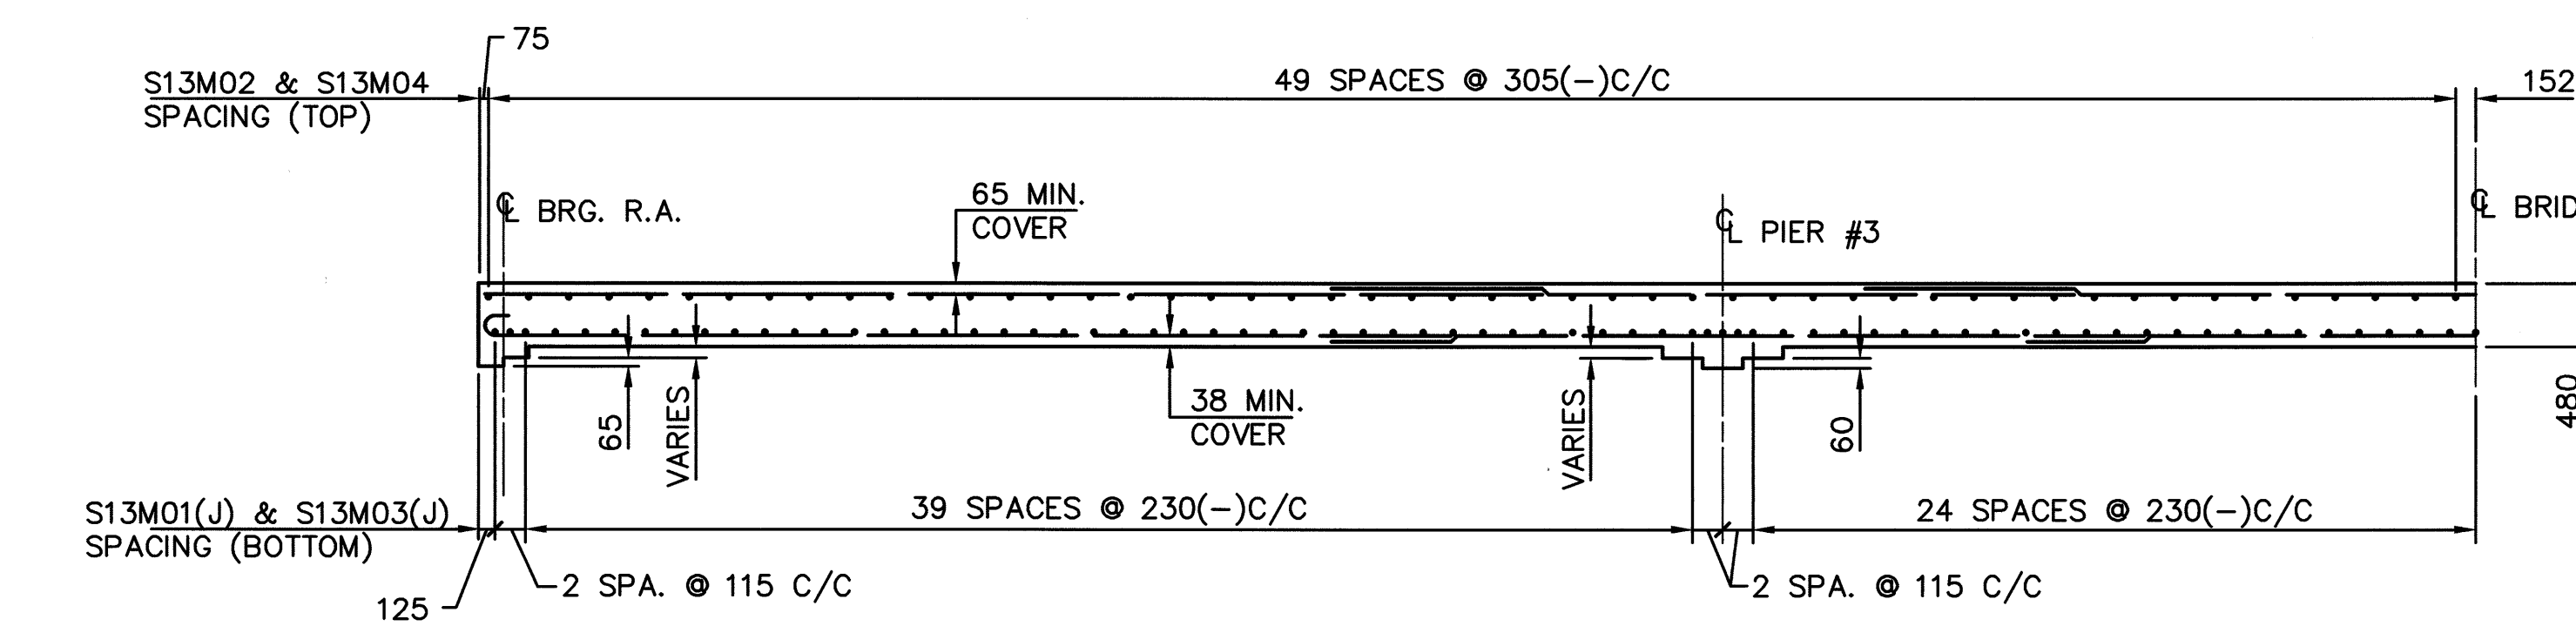 75
S13M02 & S13M04
SPACING (TOP)
49 SPACES @ 305(-)C/C
152
℄ BRG. R.A.
65 MIN.
COVER
℄ PIER #3
℄ BRID
65
VARIES
38 MIN.
COVER
VARIES
60
480
S13M01(J) & S13M03(J)
SPACING (BOTTOM)
39 SPACES @ 230(-)C/C
24 SPACES @ 230(-)C/C
125
2 SPA. @ 115 C/C
2 SPA. @ 115 C/C